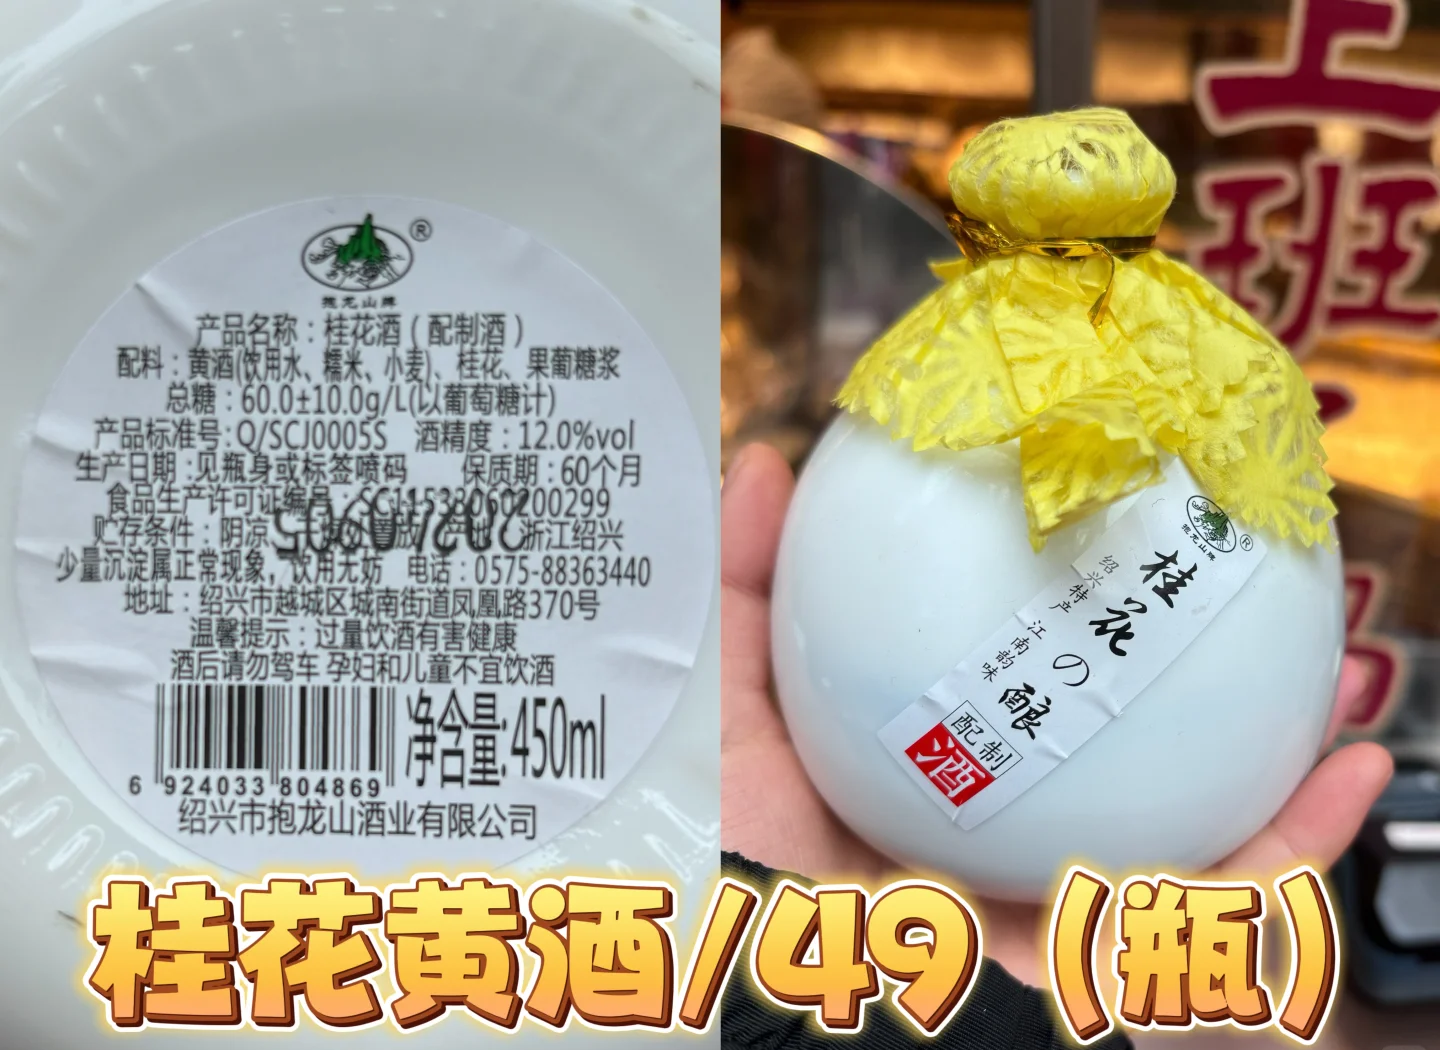 抱龙山牌
®
产品名称：桂花酒（配制酒）
配料：黄酒(饮用水、糯米、小麦)、桂花、果葡糖浆
总糖：60.0±10.0g/L(以葡萄糖计)
产品标准号:Q/SCJ0005S 酒精度：12.0%vol
生产日期:见瓶身或标签喷码 保质期:60个月
食品生产许可证编号：SC11533060200299
贮存条件：阴凉 放 产地 浙江绍兴
少量沉淀属正常现象，饮用无妨 电话：0575-88363440
地址：绍兴市越城区城南街道凤凰路370号
温馨提示：过量饮酒有害健康
酒后请勿驾车 孕妇和儿童不宜饮酒
净含量:450ml
6 924033 804869
绍兴市抱龙山酒业有限公司
上班
抱龙山牌
®
桂花の酿
绍兴特产 江南韵味
配制
酒
桂花黄酒/49（瓶）